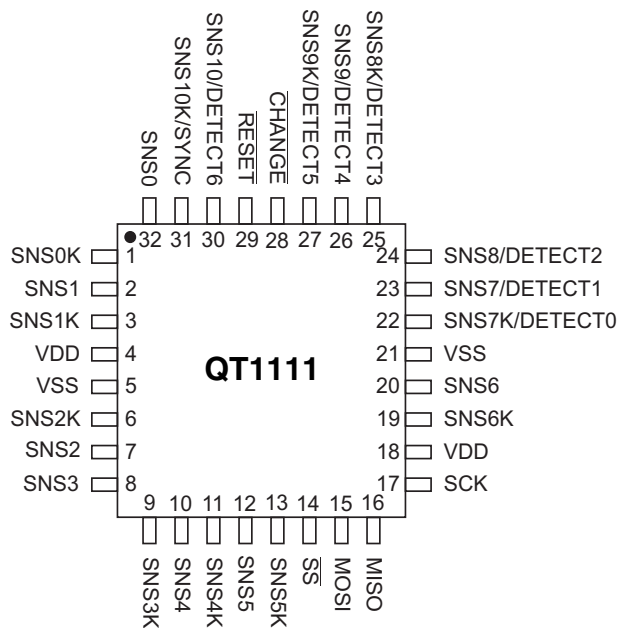 SNS0
SNS10K/SYNC
SNS10/DETECT6
RESET
CHANGE
SNS9K/DETECT5
SNS9/DETECT4
SNS8K/DETECT3
32 31 30 29 28 27 26 25
SNS0K 1
SNS1 2
SNS1K 3
VDD 4
VSS 5
SNS2K 6
SNS2 7
SNS3 8
QT1111
24 SNS8/DETECT2
23 SNS7/DETECT1
22 SNS7K/DETECT0
21 VSS
20 SNS6
19 SNS6K
18 VDD
17 SCK
9 10 11 12 13 14 15 16
SNS3K
SNS4
SNS4K
SNS5
SNS5K
SS
MOSI
MISO